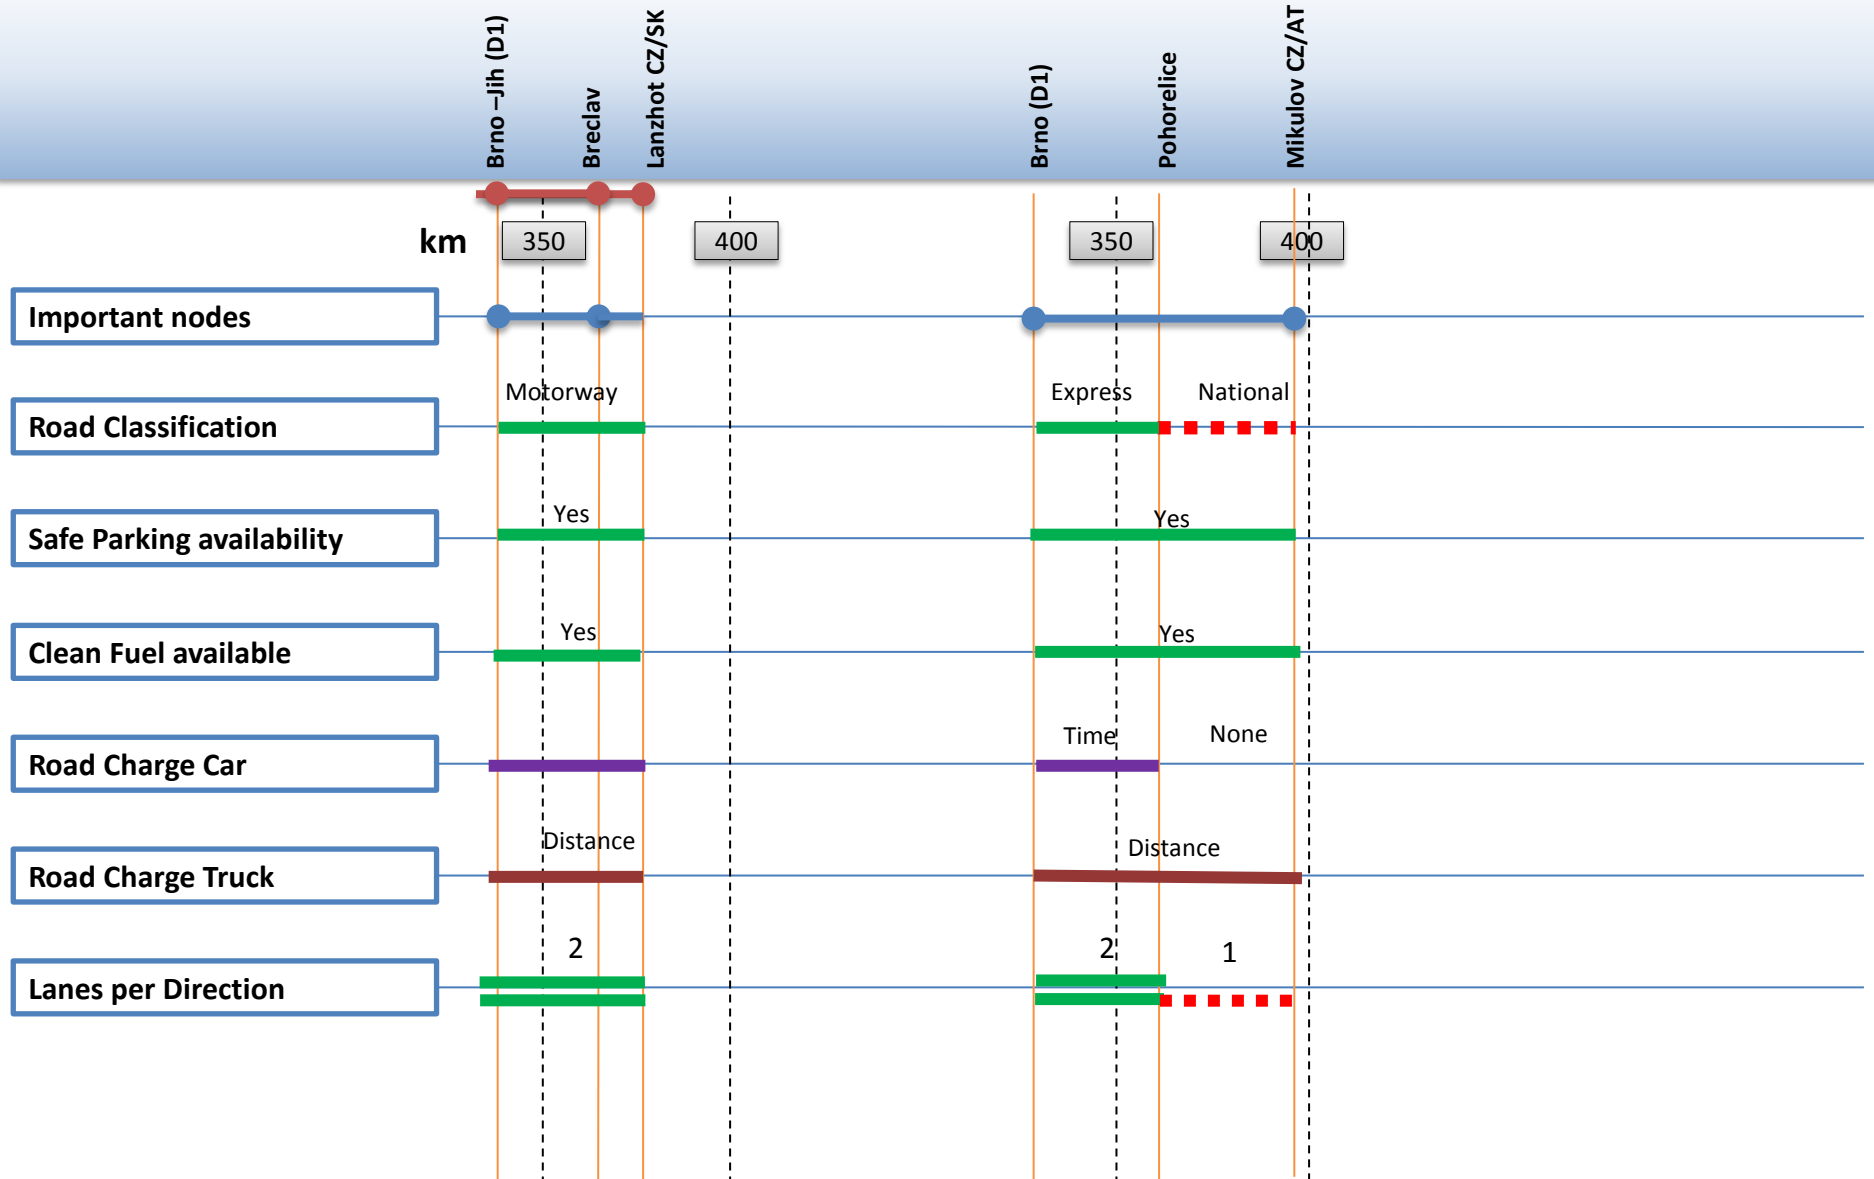 Brno –Jih (D1)
Breclav
Lanzhot CZ/SK
Brno (D1)
Pohorelice
Mikulov CZ/AT
km
350
400
350
400
Important nodes
Road Classification
Motorway
Express
National
Safe Parking availability
Yes
Yes
Clean Fuel available
Yes
Yes
Road Charge Car
Time
None
Road Charge Truck
Distance
Distance
Lanes per Direction
2
2
1